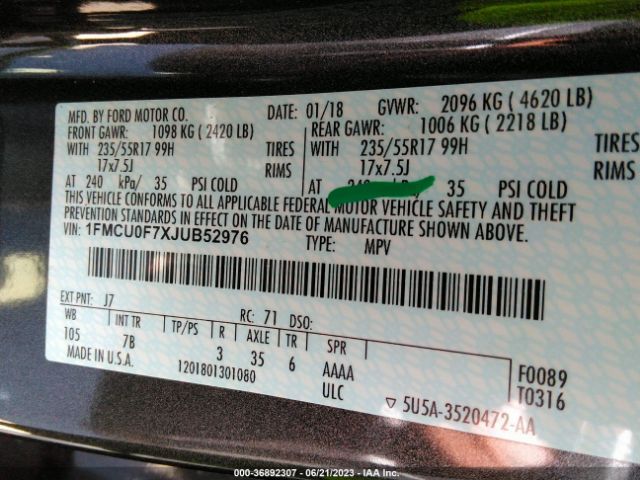 MFD. BY FORD MOTOR CO. DATE: 01/18 GVWR: 2096 KG ( 4620 LB)
FRONT GAWR: 1098 KG ( 2420 LB) REAR GAWR: 1006 KG ( 2218 LB)
WITH 235/55R17 99H TIRES WITH 235/55R17 99H TIRES
17x7.5J RIMS 17x7.5J RIMS
AT 240 kPa/ 35 PSI COLD AT 35 PSI COLD
THIS VEHICLE CONFORMS TO ALL APPLICABLE FEDERAL MOTOR VEHICLE SAFETY AND THEFT
PREVENTION STANDARDS IN EFFECT ON THE DATE OF MANUFACTURE SHOWN ABOVE.
VIN: 1FMCU0F7XJUB52976 TYPE: MPV
EXT PNT: J7 RC: 71 DSO:
WB INT TR TP/PS R AXLE TR SPR
105 7B 3 35 6 AAAA F0089
MADE IN U.S.A. 1201801301080 ULC T0316
5U5A-3520472-AA
000-36892307 - 06/21/2023 - IAA Inc.